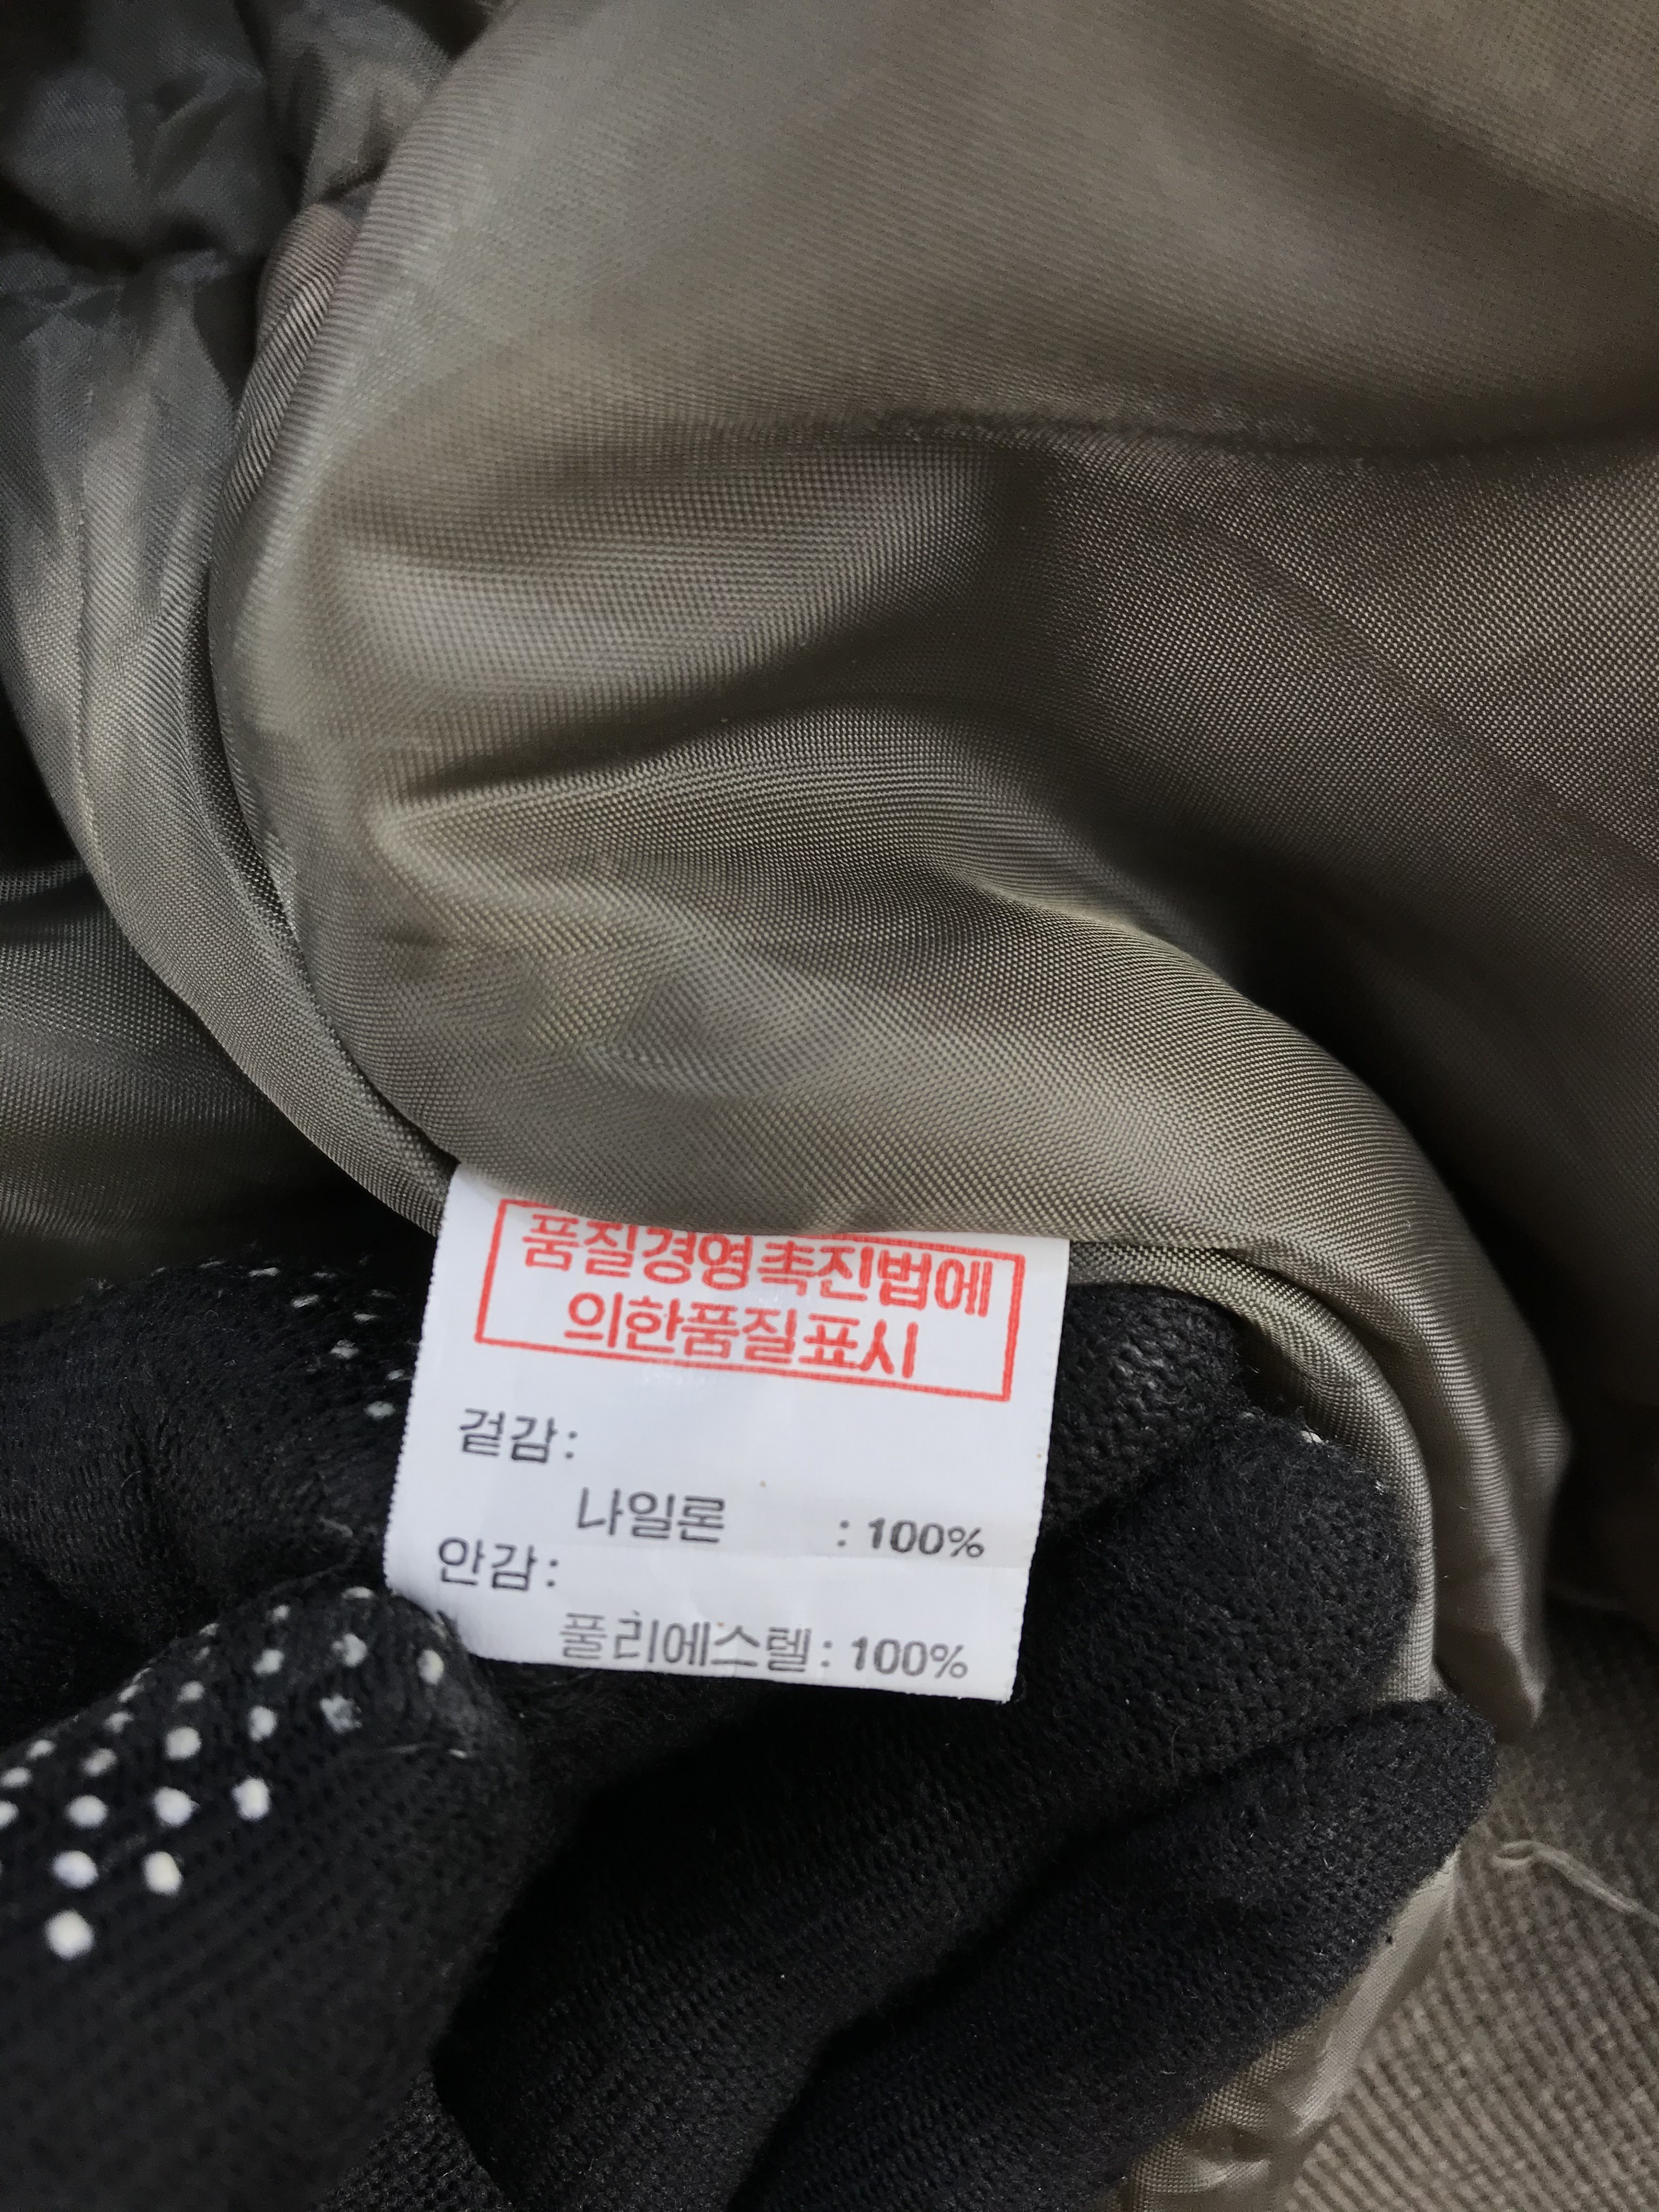 품질경영촉진법에
의한품질표시
겉감:
나일론 : 100%
안감:
폴리에스텔 : 100%